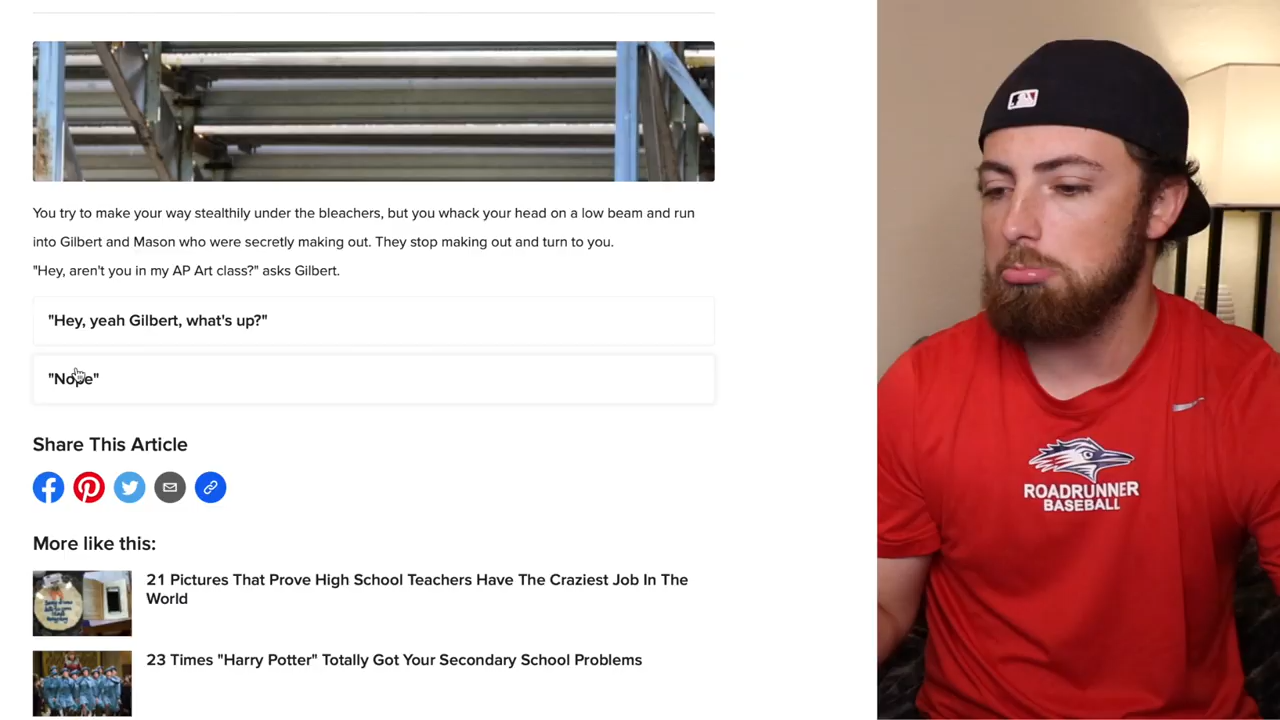 You try to make your way stealthily under the bleachers, but you whack your head on a low beam and run
into Gilbert and Mason who were secretly making out. They stop making out and turn to you.
"Hey, aren't you in my AP Art class?" asks Gilbert.
"Hey, yeah Gilbert, what's up?"
"Nope"
Share This Article
More like this:
21 Pictures That Prove High School Teachers Have The Craziest Job In The
World
23 Times "Harry Potter" Totally Got Your Secondary School Problems
ROADRUNNER
BASEBALL